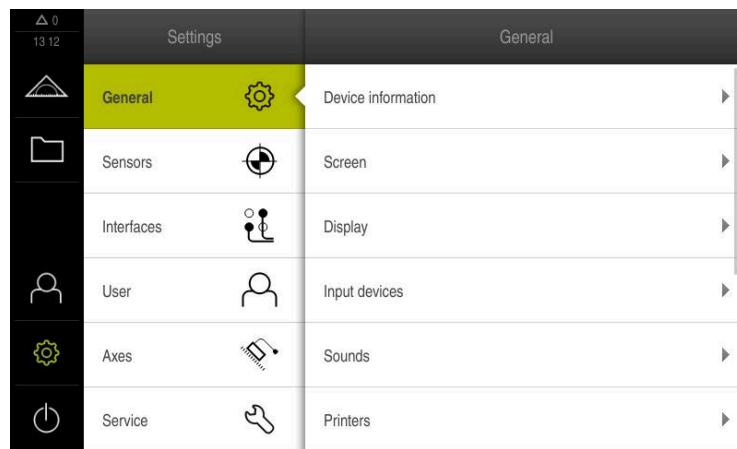 0
13 12
Settings
General
General
Device information
Sensors
Screen
Interfaces
Display
User
Input devices
Axes
Sounds
Service
Printers